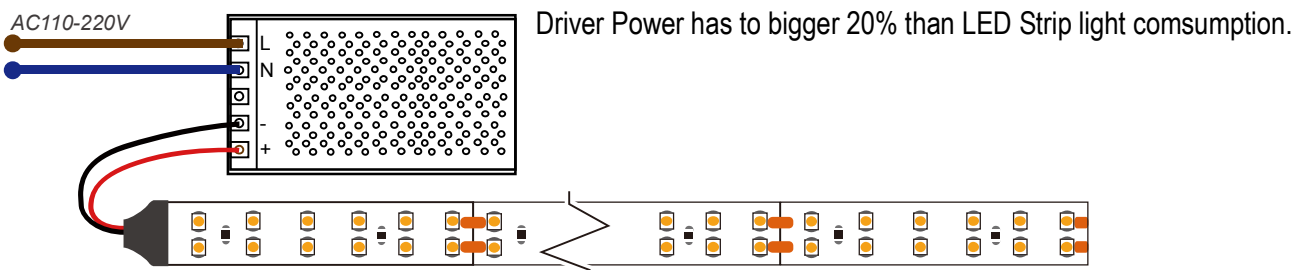 AC110-220V
Driver Power has to bigger 20% than LED Strip light comsumption.
L
N
-
+